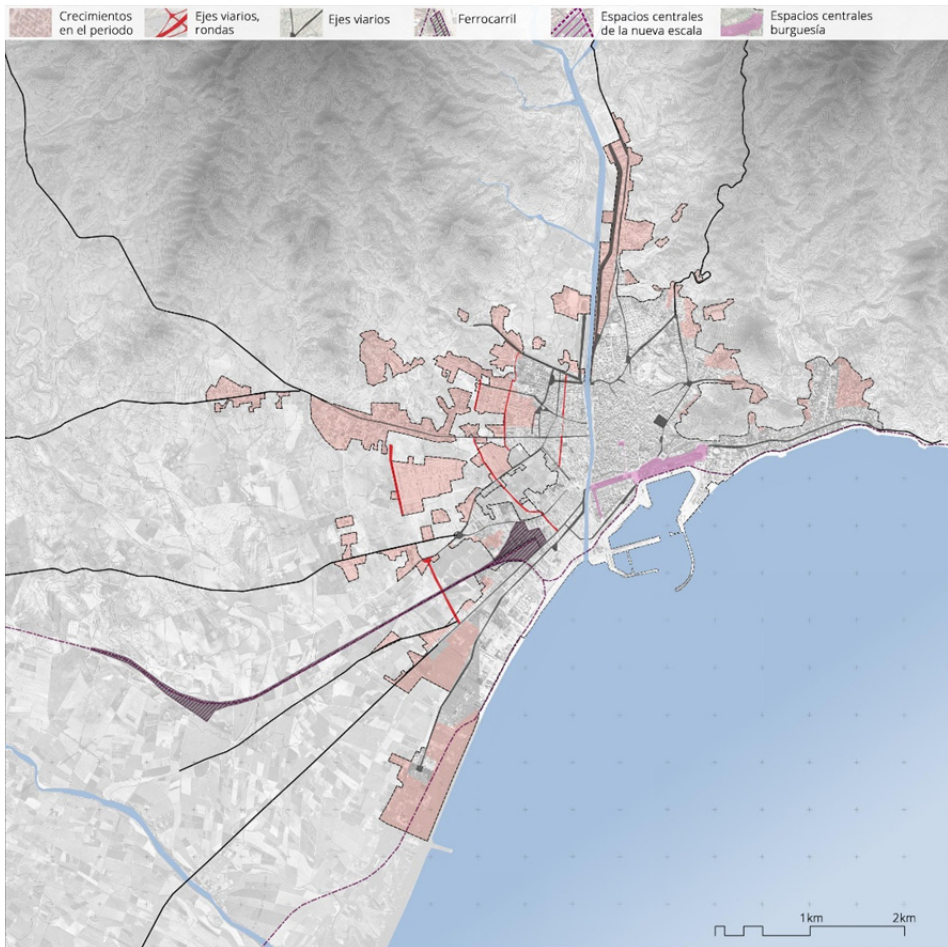 Crecimientos
en el periodo
Ejes viarios,
rondas
Ejes viarios
Ferrocarril
Espacios centrales
de la nueva escala
Espacios centrales
burguesía
1km
2km